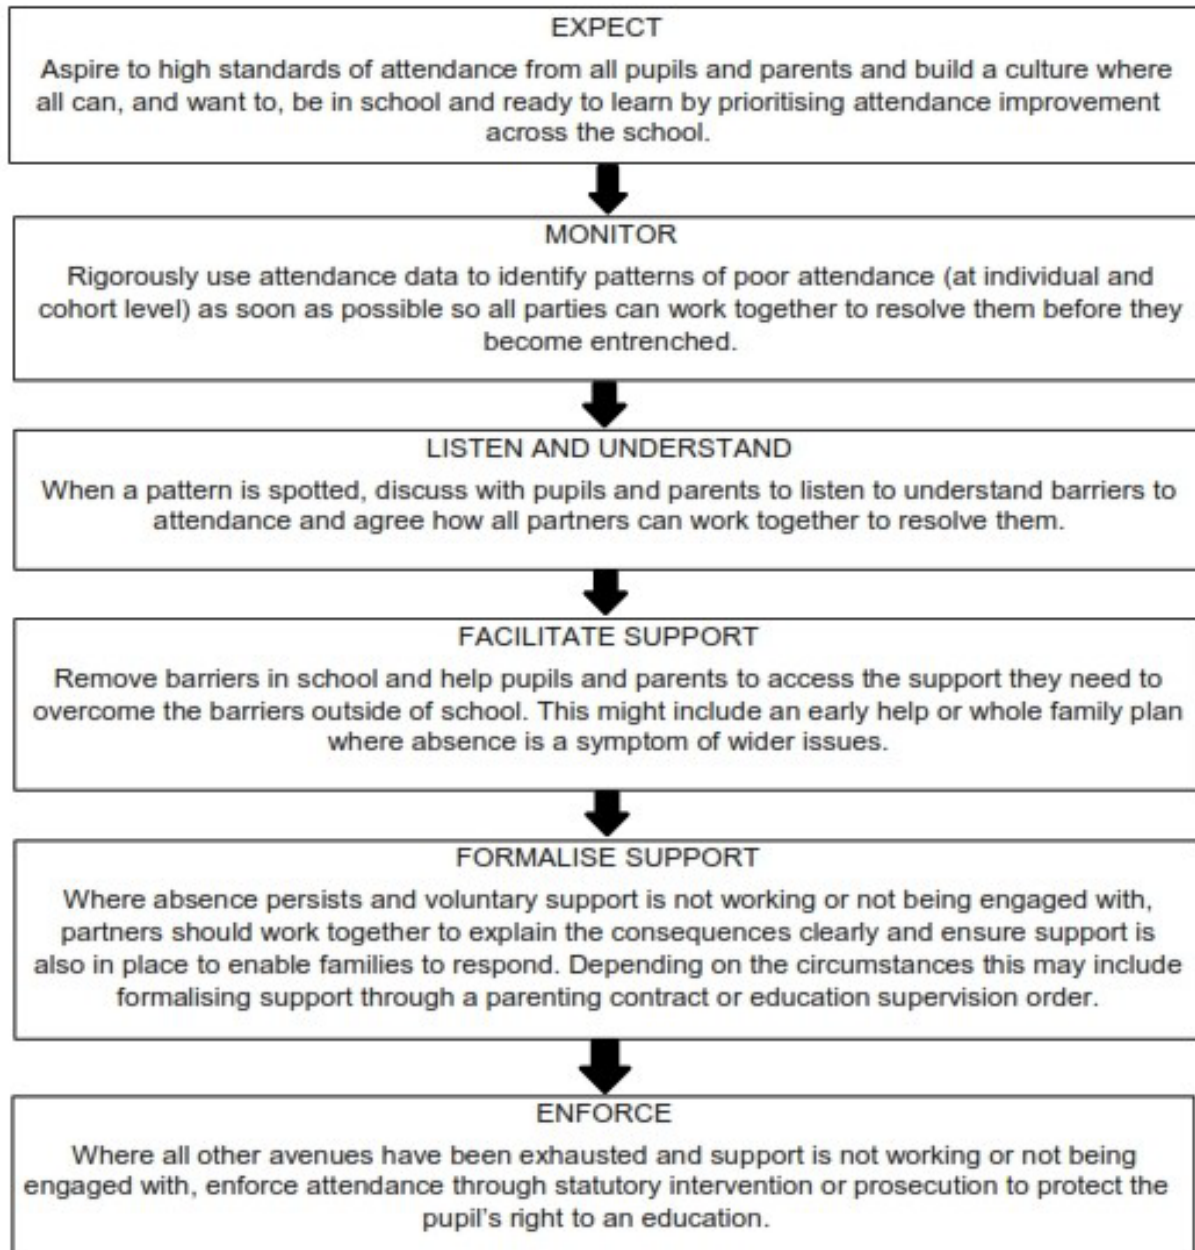 EXPECT
Aspire to high standards of attendance from all pupils and parents and build a culture where
all can, and want to, be in school and ready to learn by prioritising attendance improvement
across the school.
MONITOR
Rigorously use attendance data to identify patterns of poor attendance (at individual and
cohort level) as soon as possible so all parties can work together to resolve them before they
become entrenched.
LISTEN AND UNDERSTAND
When a pattern is spotted, discuss with pupils and parents to listen to understand barriers to
attendance and agree how all partners can work together to resolve them.
FACILITATE SUPPORT
Remove barriers in school and help pupils and parents to access the support they need to
overcome the barriers outside of school. This might include an early help or whole family plan
where absence is a symptom of wider issues.
FORMALISE SUPPORT
Where absence persists and voluntary support is not working or not being engaged with,
partners should work together to explain the consequences clearly and ensure support is
also in place to enable families to respond. Depending on the circumstances this may include
formalising support through a parenting contract or education supervision order.
ENFORCE
Where all other avenues have been exhausted and support is not working or not being
engaged with, enforce attendance through statutory intervention or prosecution to protect the
pupil's right to an education.